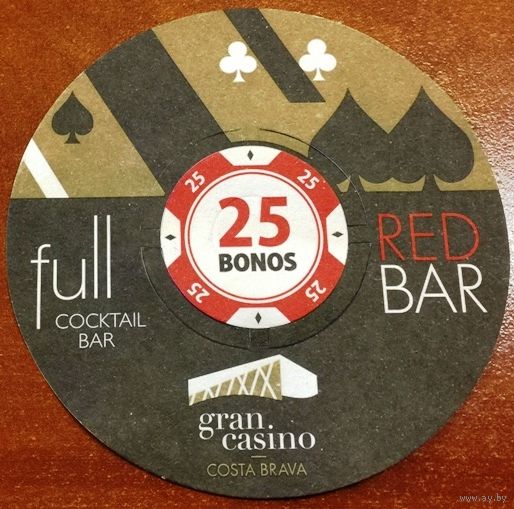 full
COCKTAIL
BAR
25
25
25
BONOS
25
25
RED
BAR
gran
casino
COSTA BRAVA
www.ay.by